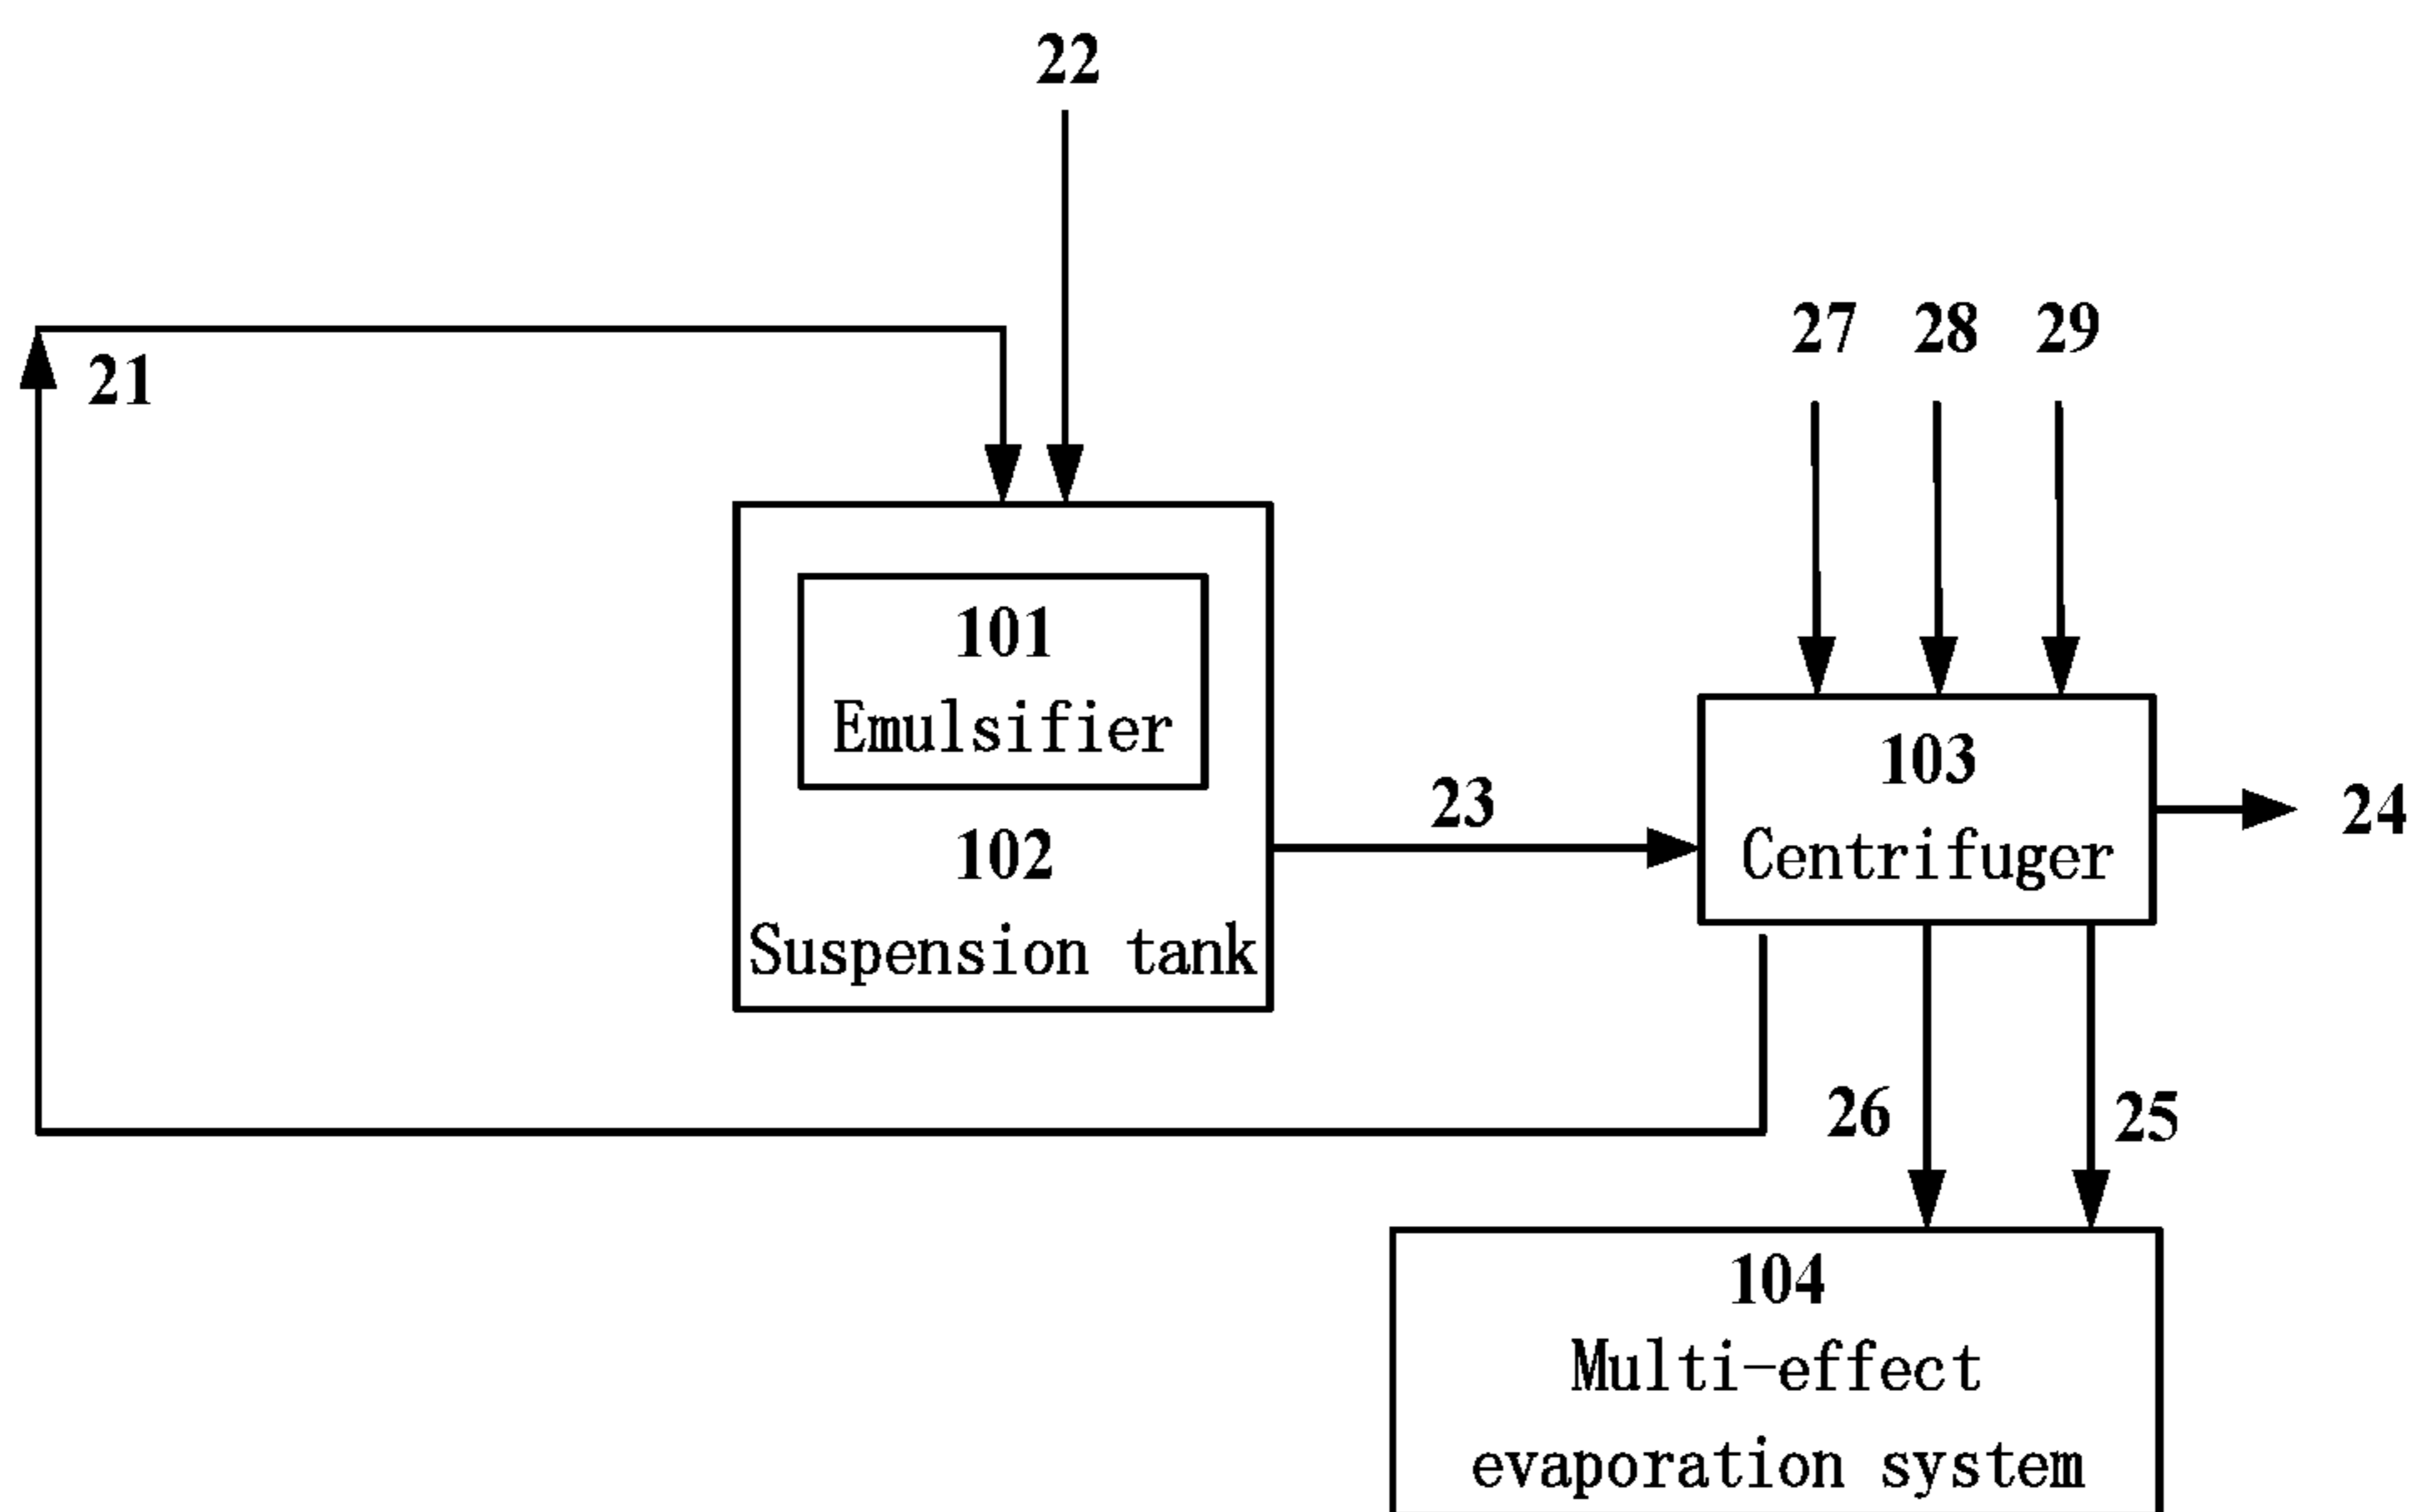 22
27 28 29
21
101
Emulsifier
102
Suspension tank
23
103
Centrifuger
24
26
25
104
Multi-effect
evaporation system